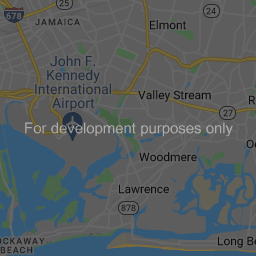 678
25
JAMAICA
Elmont
24
John F.
Kennedy
International
Airport
Valley Stream
27
R
For development purposes only
Woodmere
Oc
Lawrence
878
OCKAWAY
BEACH
Long Be